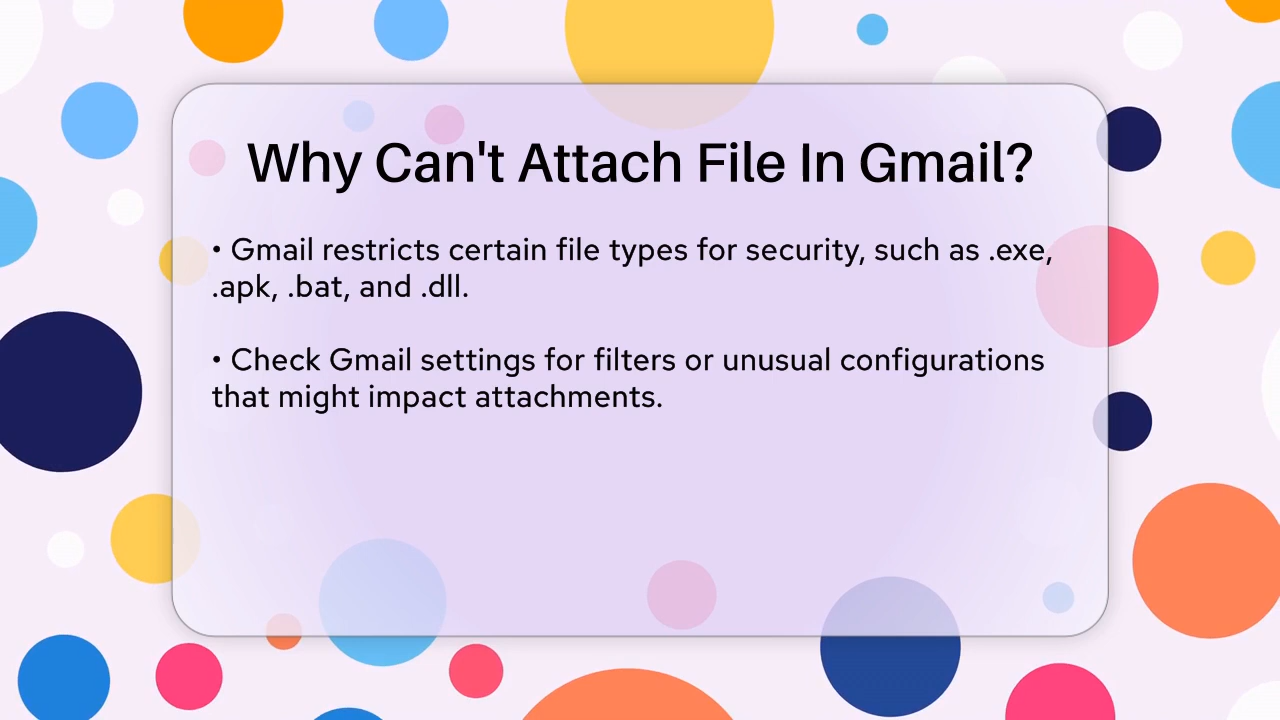 Why Can't Attach File In Gmail?
• Gmail restricts certain file types for security, such as .exe,
.apk, .bat, and .dll.
• Check Gmail settings for filters or unusual configurations
that might impact attachments.